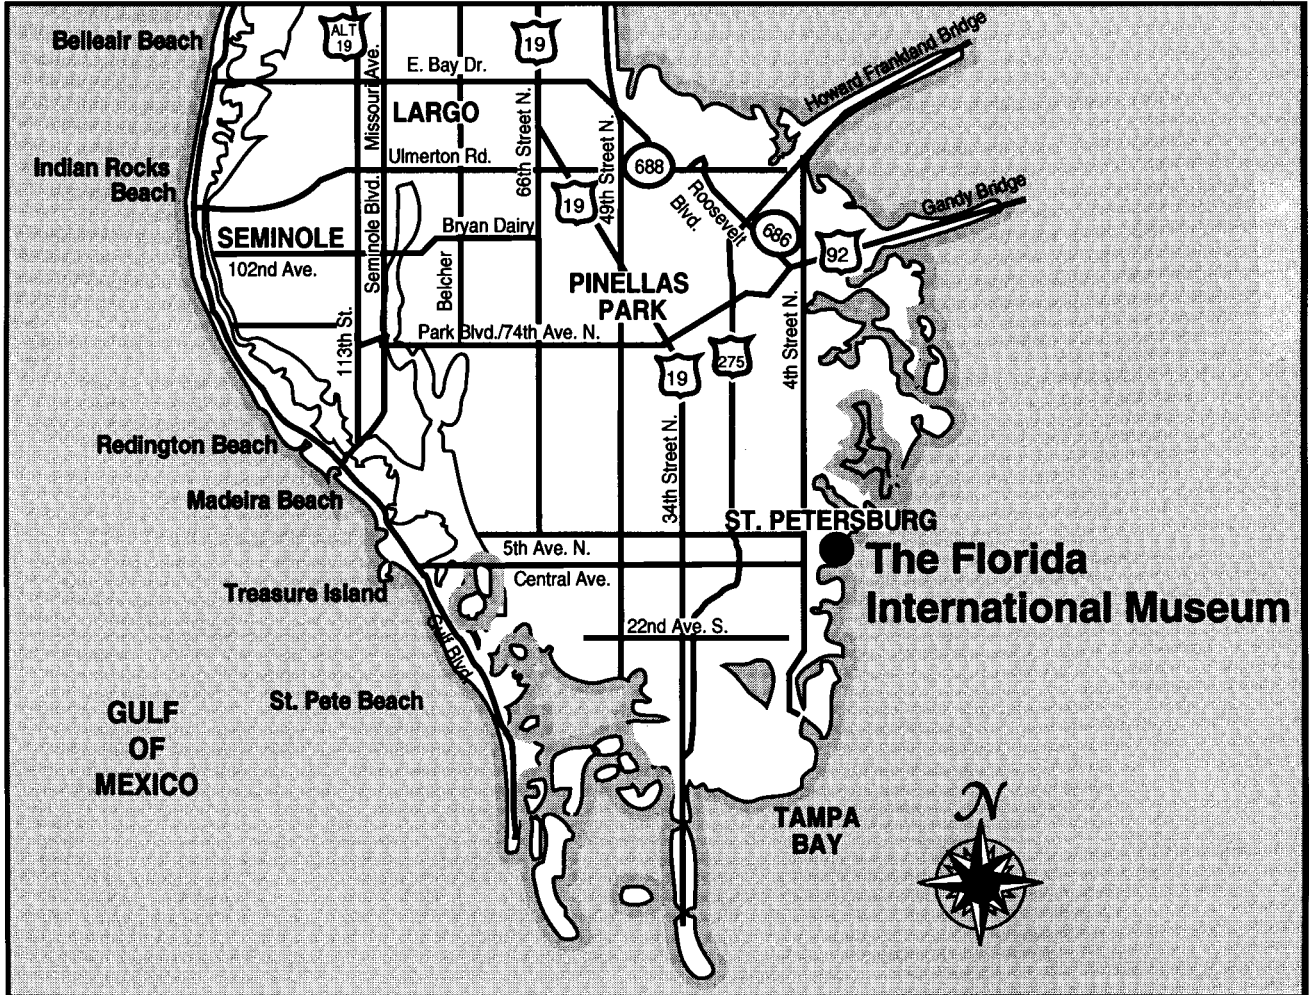 Belleair Beach
ALT
19
Missouri Ave.
19
E. Bay Dr.
LARGO
Howard Frankland Bridge
Indian Rocks
Beach
Ulmerton Rd.
66th Street N.
49th Street N.
688
19
Roosevelt
Blvd.
686
Gandy Bridge
92
SEMINOLE
102nd Ave.
Seminole Blvd.
Bryan Dairy
Belcher
PINELLAS
PARK
Park Blvd./74th Ave. N.
113th St.
19
275
4th Street N.
34th Street N.
Redington Beach
Madeira Beach
ST. PETERSBURG
5th Ave. N.
Central Ave.
The Florida
International Museum
Treasure Island
Gulf Blvd.
22nd Ave. S.
St. Pete Beach
GULF
OF
MEXICO
TAMPA
BAY
N